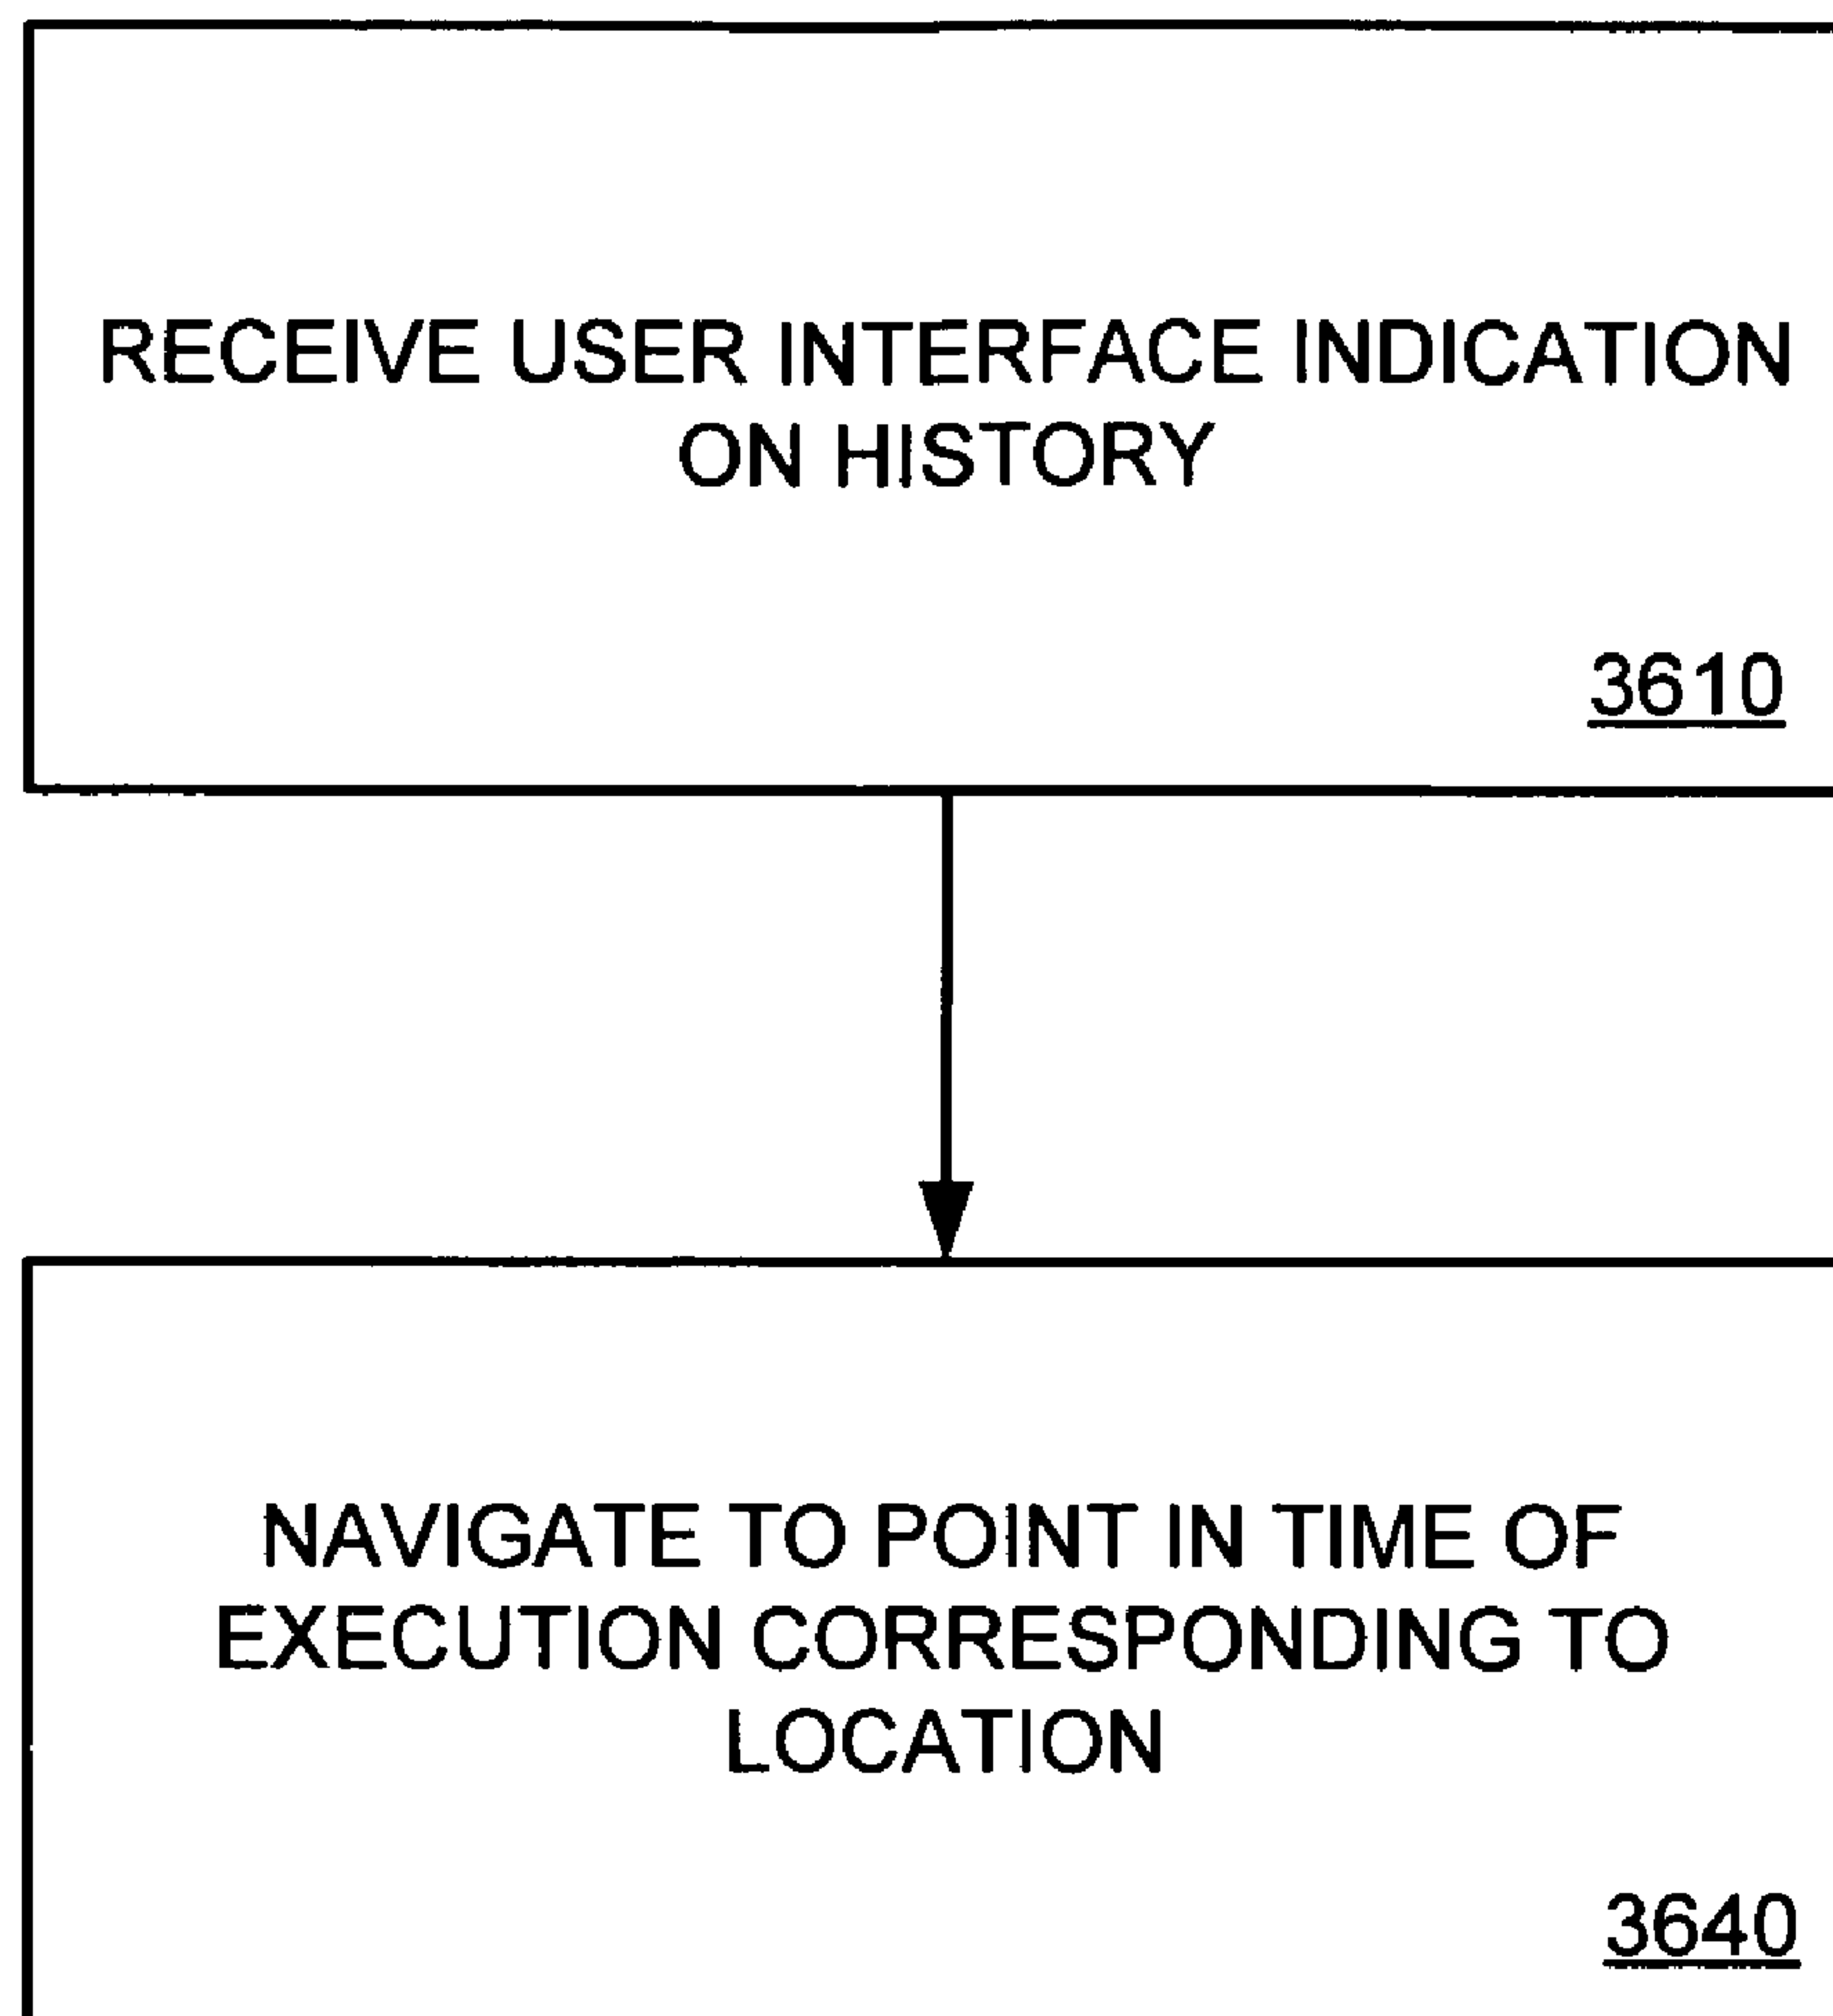 RECEIVE USER INTERFACE INDICATION
ON HISTORY
3610
NAVIGATE TO POINT IN TIME OF
EXECUTION CORRESPONDING TO
LOCATION
3640